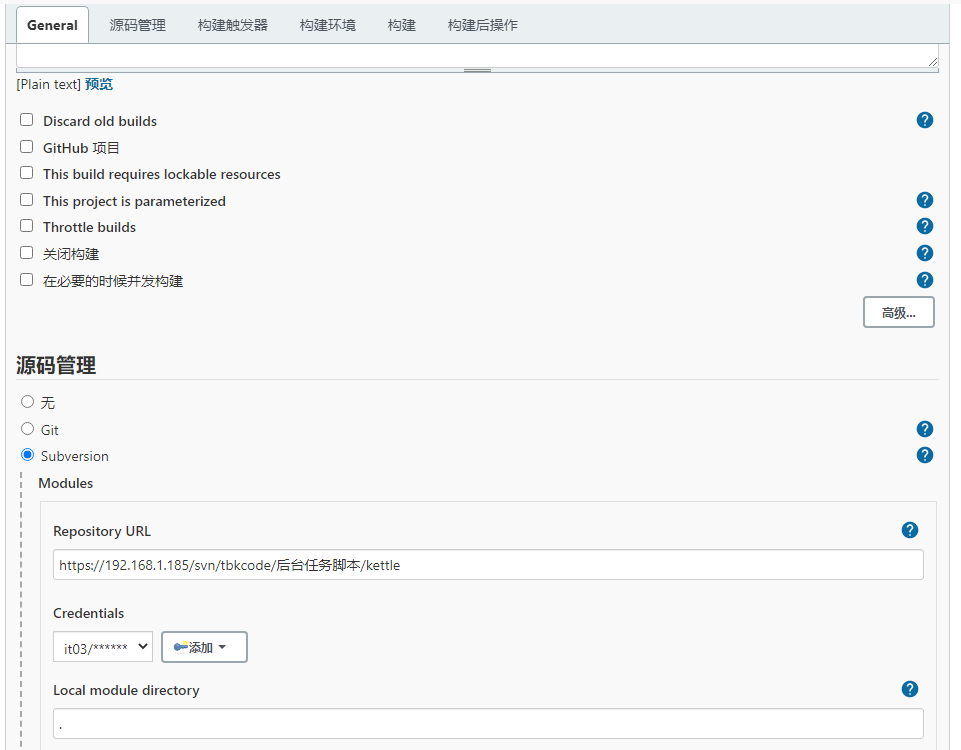 General 源码管理 构建触发器 构建环境 构建 构建后操作
[Plain text] 预览
Discard old builds
GitHub 项目
This build requires lockable resources
This project is parameterized
Throttle builds
关闭构建
在必要的时候并发构建
高级...
源码管理
无
Git
Subversion
Modules
Repository URL
https://192.168.1.185/svn/tbkcode/后台任务脚本/kettle
Credentials
it03/****** 添加
Local module directory
.